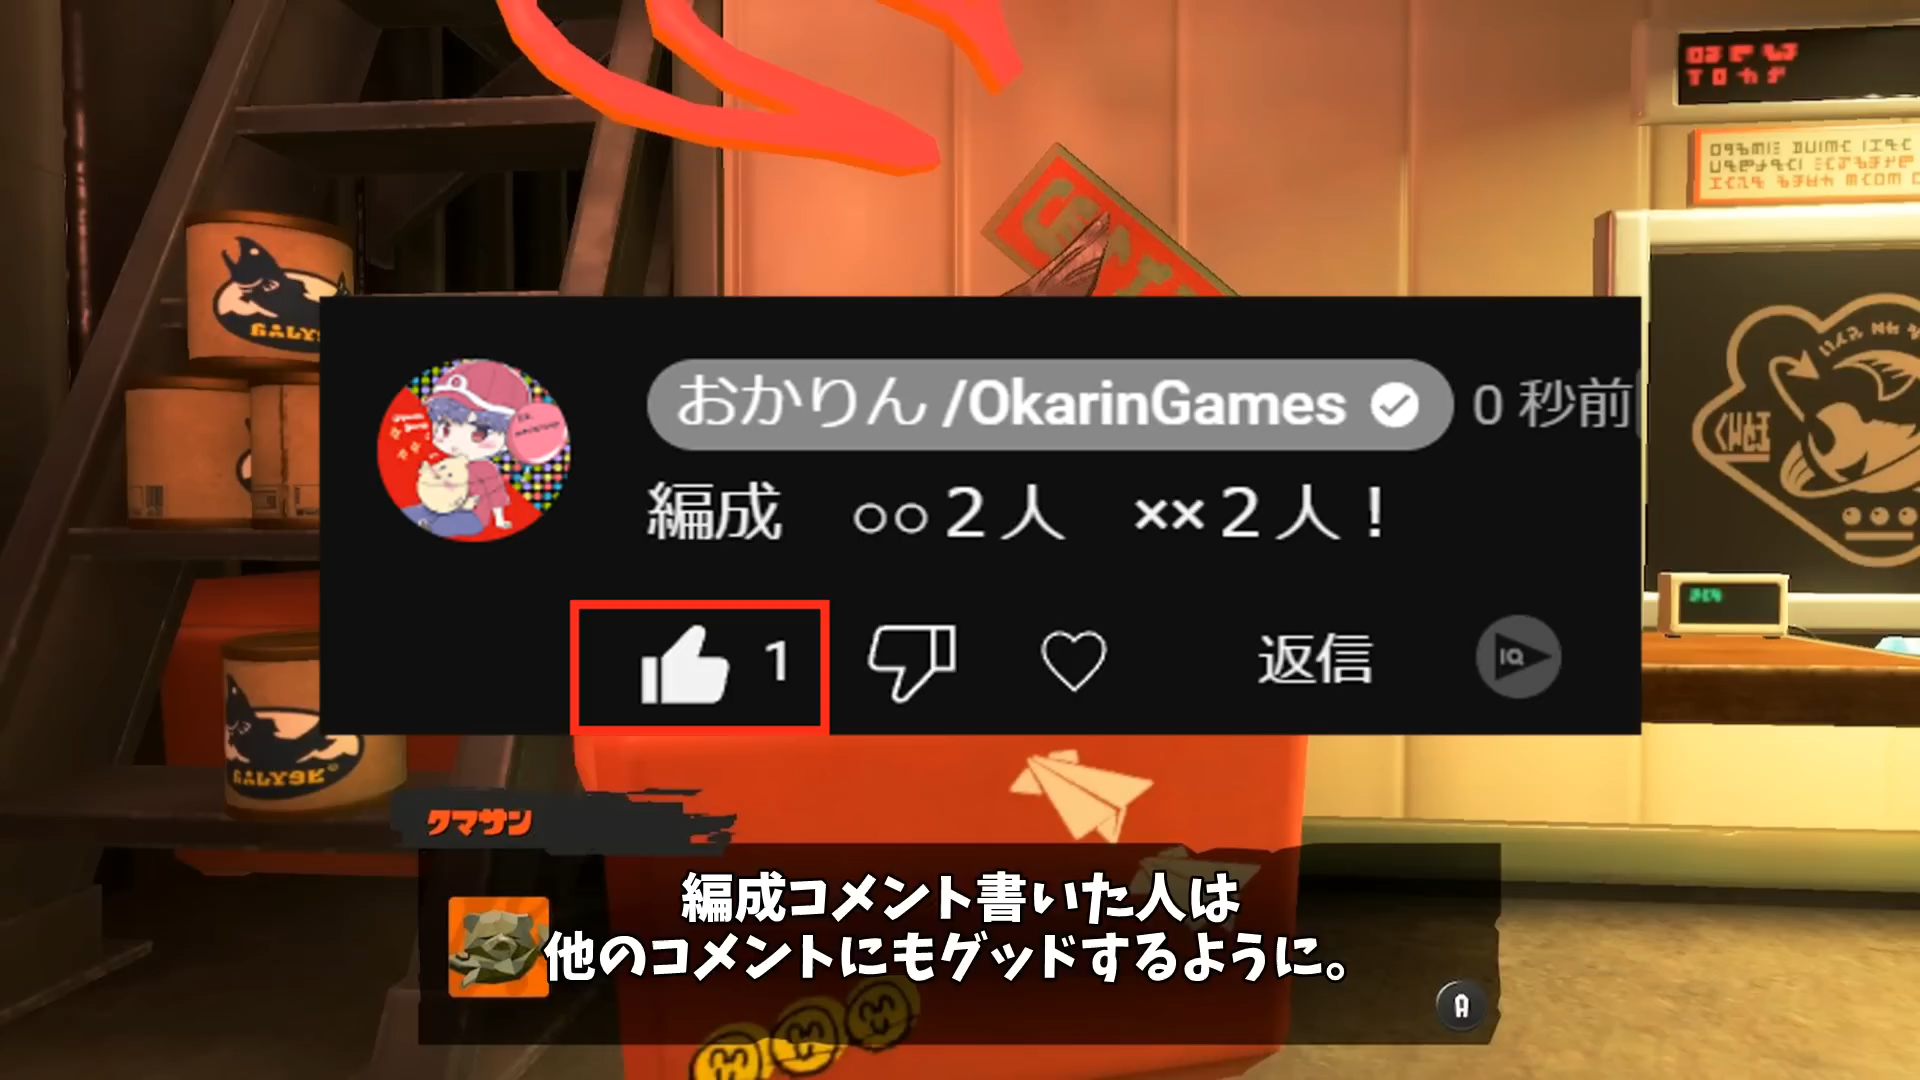 おかりん /OkarinGames 0 秒前
編成 ○○２人 ××２人！
1 返信
IQ
クマサン
編成コメント書いた人は
他のコメントにもグッドするように。
A